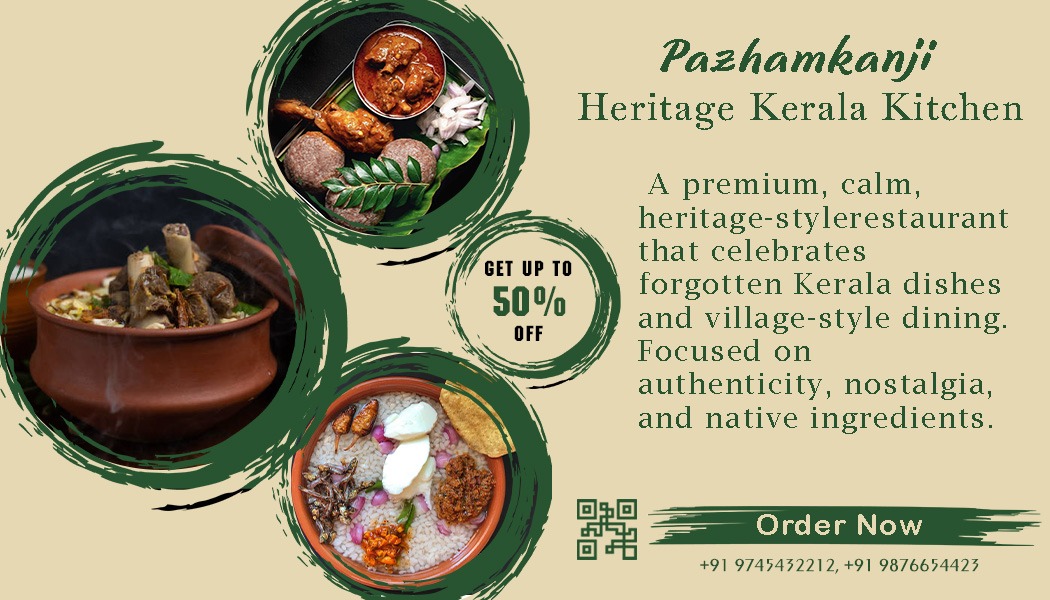 Pazhamkanji
Heritage Kerala Kitchen
A premium, calm,
heritage-stylerestaurant
that celebrates
forgotten Kerala dishes
and village-style dining.
Focused on
authenticity, nostalgia,
and native ingredients.
GET UP TO
50%
OFF
Order Now
+91 9745432212, +91 9876654423